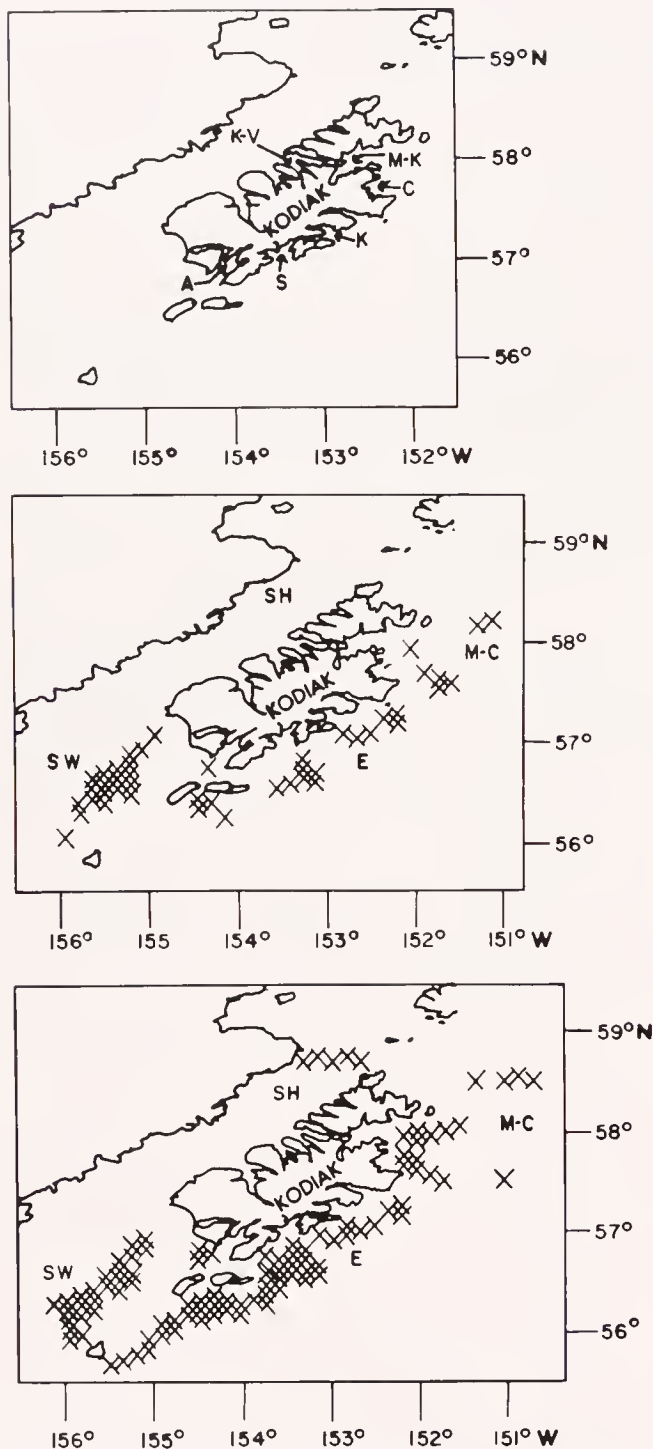 59°N
K-V
58°
M-K
C
KODIAK
K
57°
A
S
56°
156° 155° 154° 153° 152° W
59°N
SH
58°
M-C
KODIAK
SW
57°
E
56°
156° 155 154° 153° 152° 151° W
59°N
SH
M-C
58°
KODIAK
57°
SW
E
56°
156° 155° 154° 153° 152° 151° W